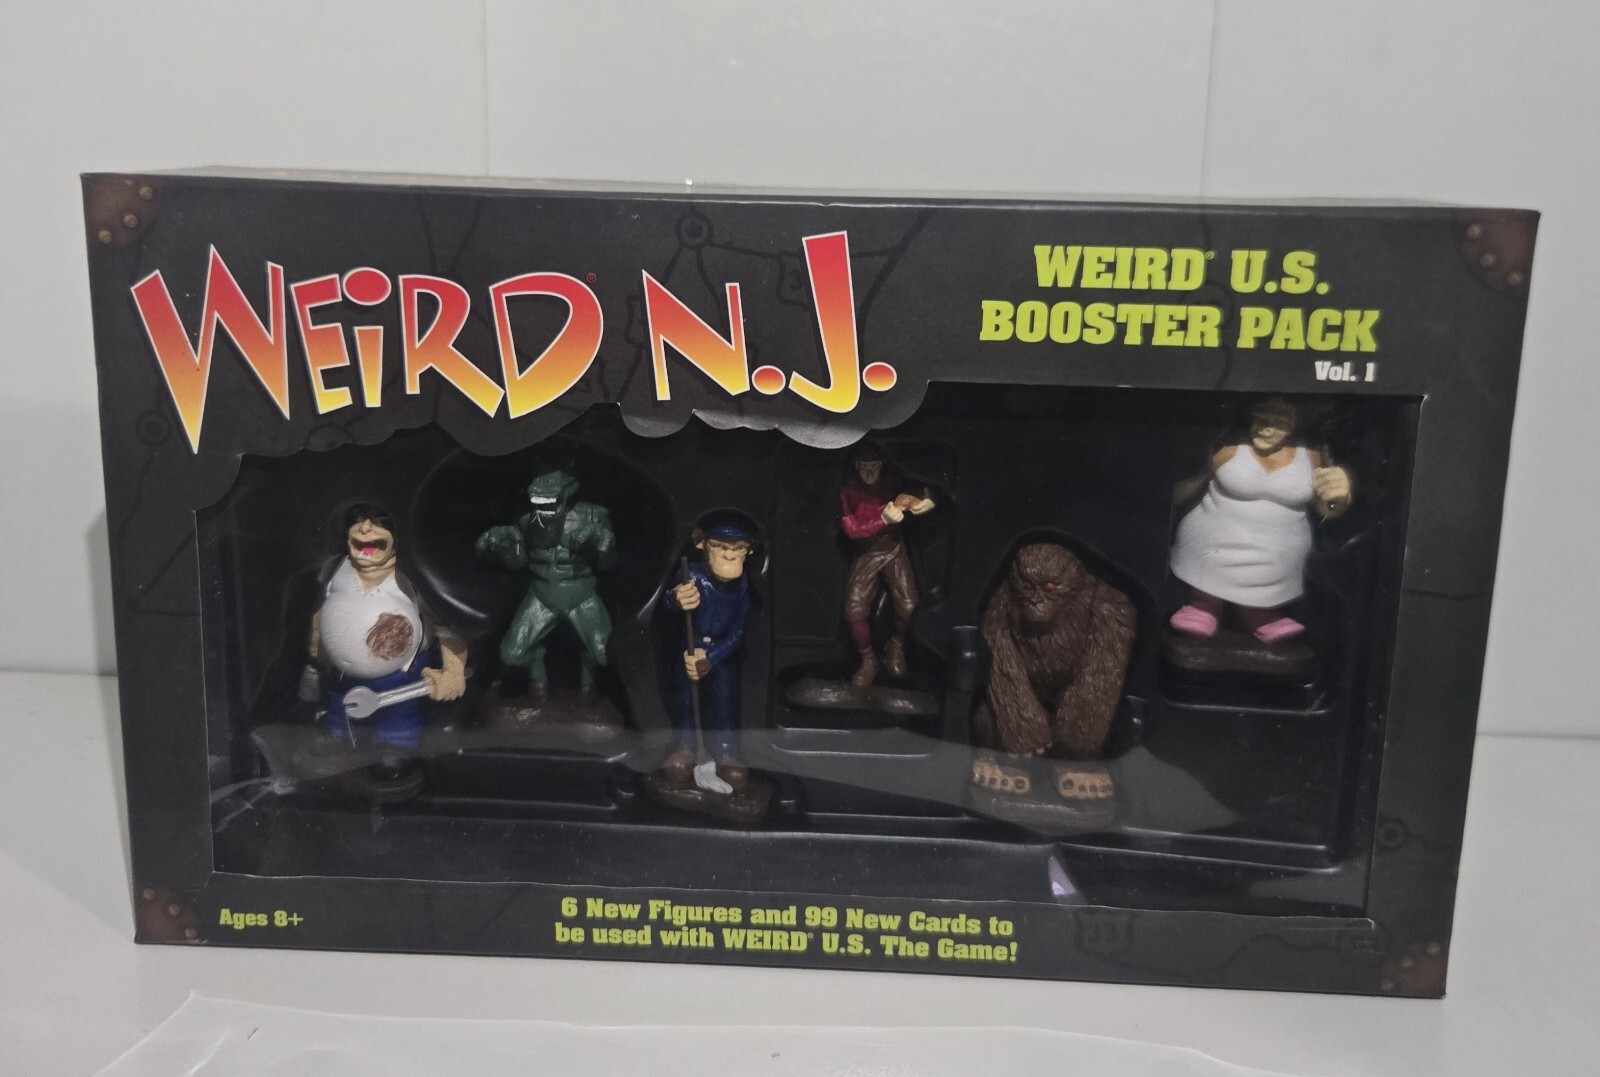 WEiRD® N.J.
WEIRD® U.S.
BOOSTER PACK
Vol. 1
Ages 8+
6 New Figures and 99 New Cards to
be used with WEIRD® U.S. The Game!
33